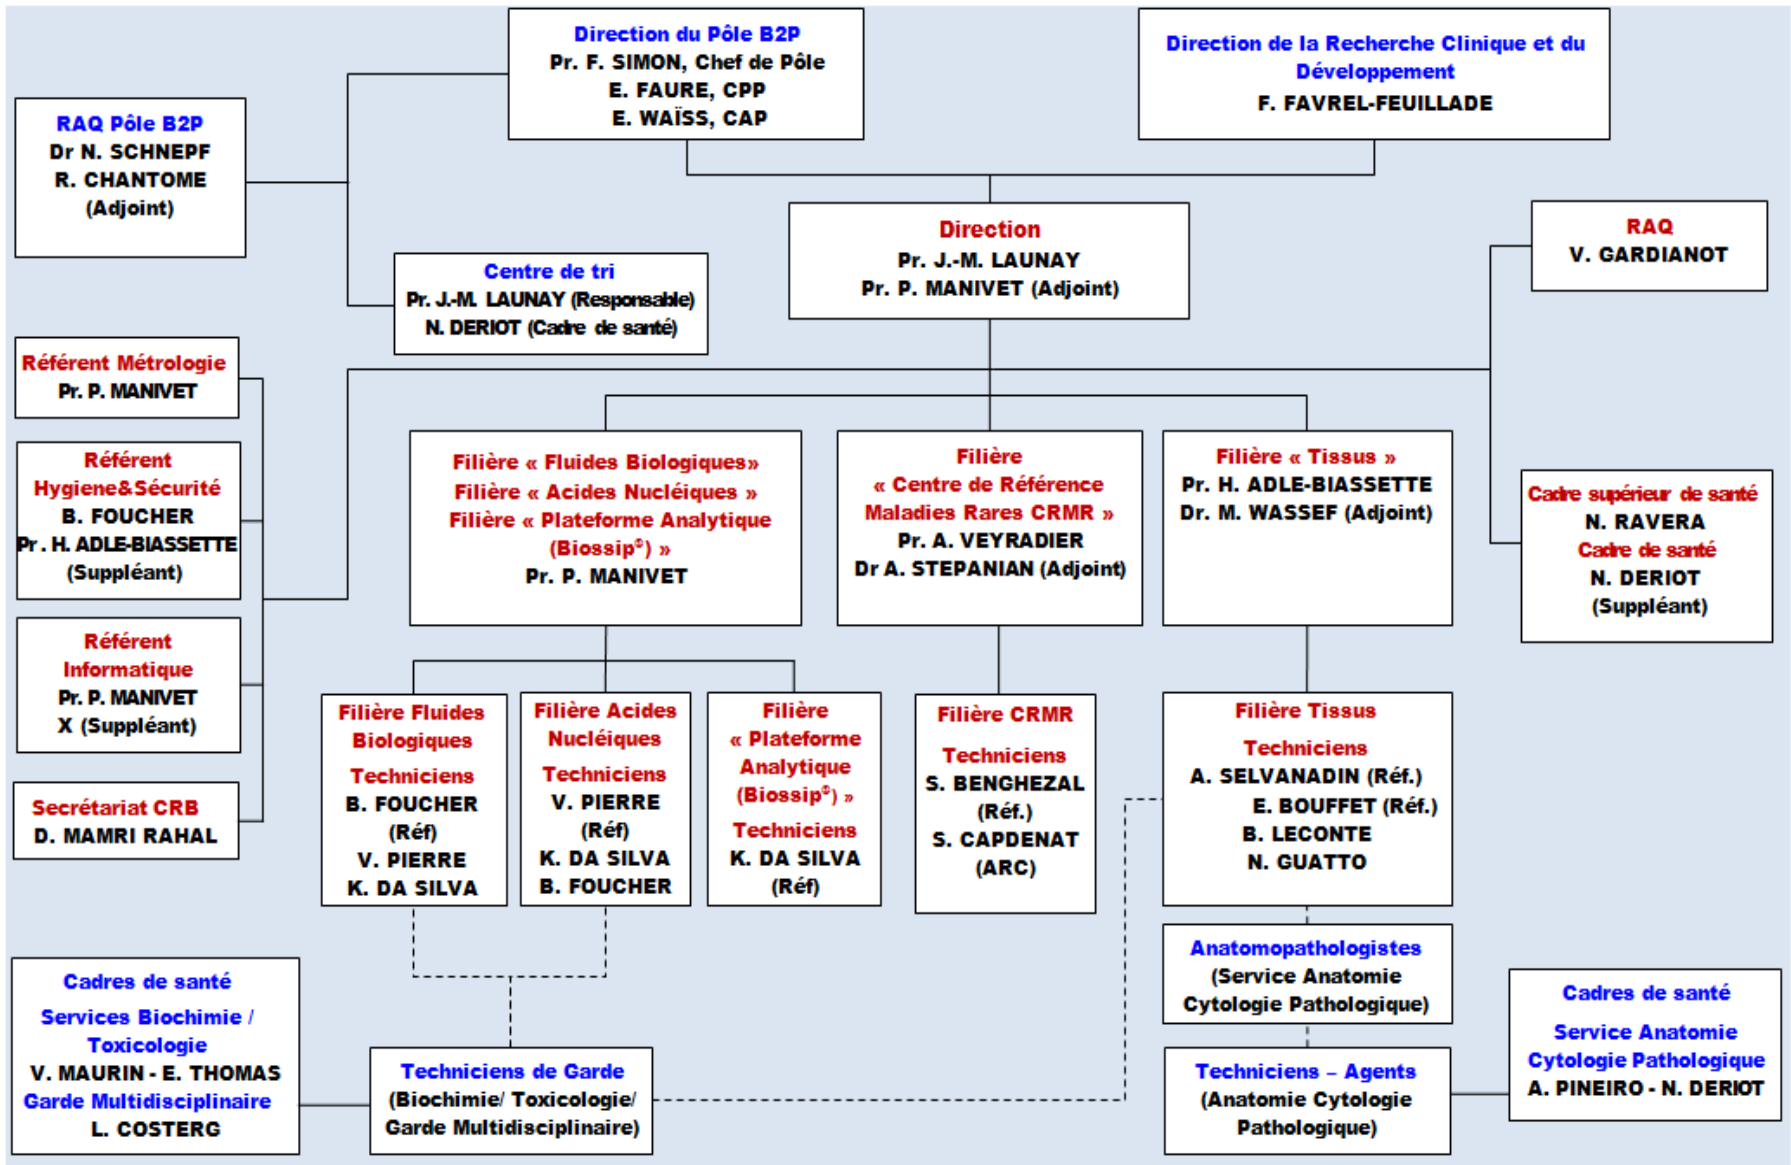 Direction du Pôle B2P
Pr. F. SIMON, Chef de Pôle
E. FAURE, CPP
E. WAÏSS, CAP
Direction de la Recherche Clinique et du
Développement
F. FAVREL-FEUILLADE
RAQ Pôle B2P
Dr N. SCHNEPF
R. CHANTOME
(Adjoint)
Direction
Pr. J.-M. LAUNAY
Pr. P. MANIVET (Adjoint)
RAQ
V. GARDIANOT
Centre de tri
Pr. J.-M. LAUNAY (Responsable)
N. DERIOT (Cadre de santé)
Référent Métrologie
Pr. P. MANIVET
Référent
Hygiene&Sécurité
B. FOUCHER
Pr . H. ADLE-BIASSETTE
(Suppléant)
Référent
Informatique
Pr. P. MANIVET
X (Suppléant)
Secrétariat CRB
D. MAMRI RAHAL
Filière « Fluides Biologiques»
Filière « Acides Nucléiques »
Filière « Plateforme Analytique
(Biossip©) »
Pr. P. MANIVET
Filière
« Centre de Référence
Maladies Rares CRMR »
Pr. A. VEYRADIER
Dr A. STEPANIAN (Adjoint)
Filière « Tissus »
Pr. H. ADLE-BIASSETTE
Dr. M. WASSEF (Adjoint)
Cadre supérieur de santé
N. RAVERA
Cadre de santé
N. DERIOT
(Suppléant)
Filière Fluides
Biologiques
Techniciens
B. FOUCHER
(Réf)
V. PIERRE
K. DA SILVA
Filière Acides
Nucléiques
Techniciens
V. PIERRE
(Réf)
K. DA SILVA
B. FOUCHER
Filière
« Plateforme
Analytique
(Biossip©) »
Techniciens
K. DA SILVA
(Réf)
Filière CRMR
Techniciens
S. BENGHEZAL
(Réf.)
S. CAPDENAT
(ARC)
Filière Tissus
Techniciens
A. SELVANADIN (Réf.)
E. BOUFFET (Réf.)
B. LECONTE
N. GUATTO
Anatomopathologistes
(Service Anatomie
Cytologie Pathologique)
Cadres de santé
Services Biochimie /
Toxicologie
V. MAURIN - E. THOMAS
Garde Multidisciplinaire
L. COSTERG
Techniciens de Garde
(Biochimie/ Toxicologie/
Garde Multidisciplinaire)
Techniciens – Agents
(Anatomie Cytologie
Pathologique)
Cadres de santé
Service Anatomie
Cytologie Pathologique
A. PINEIRO - N. DERIOT